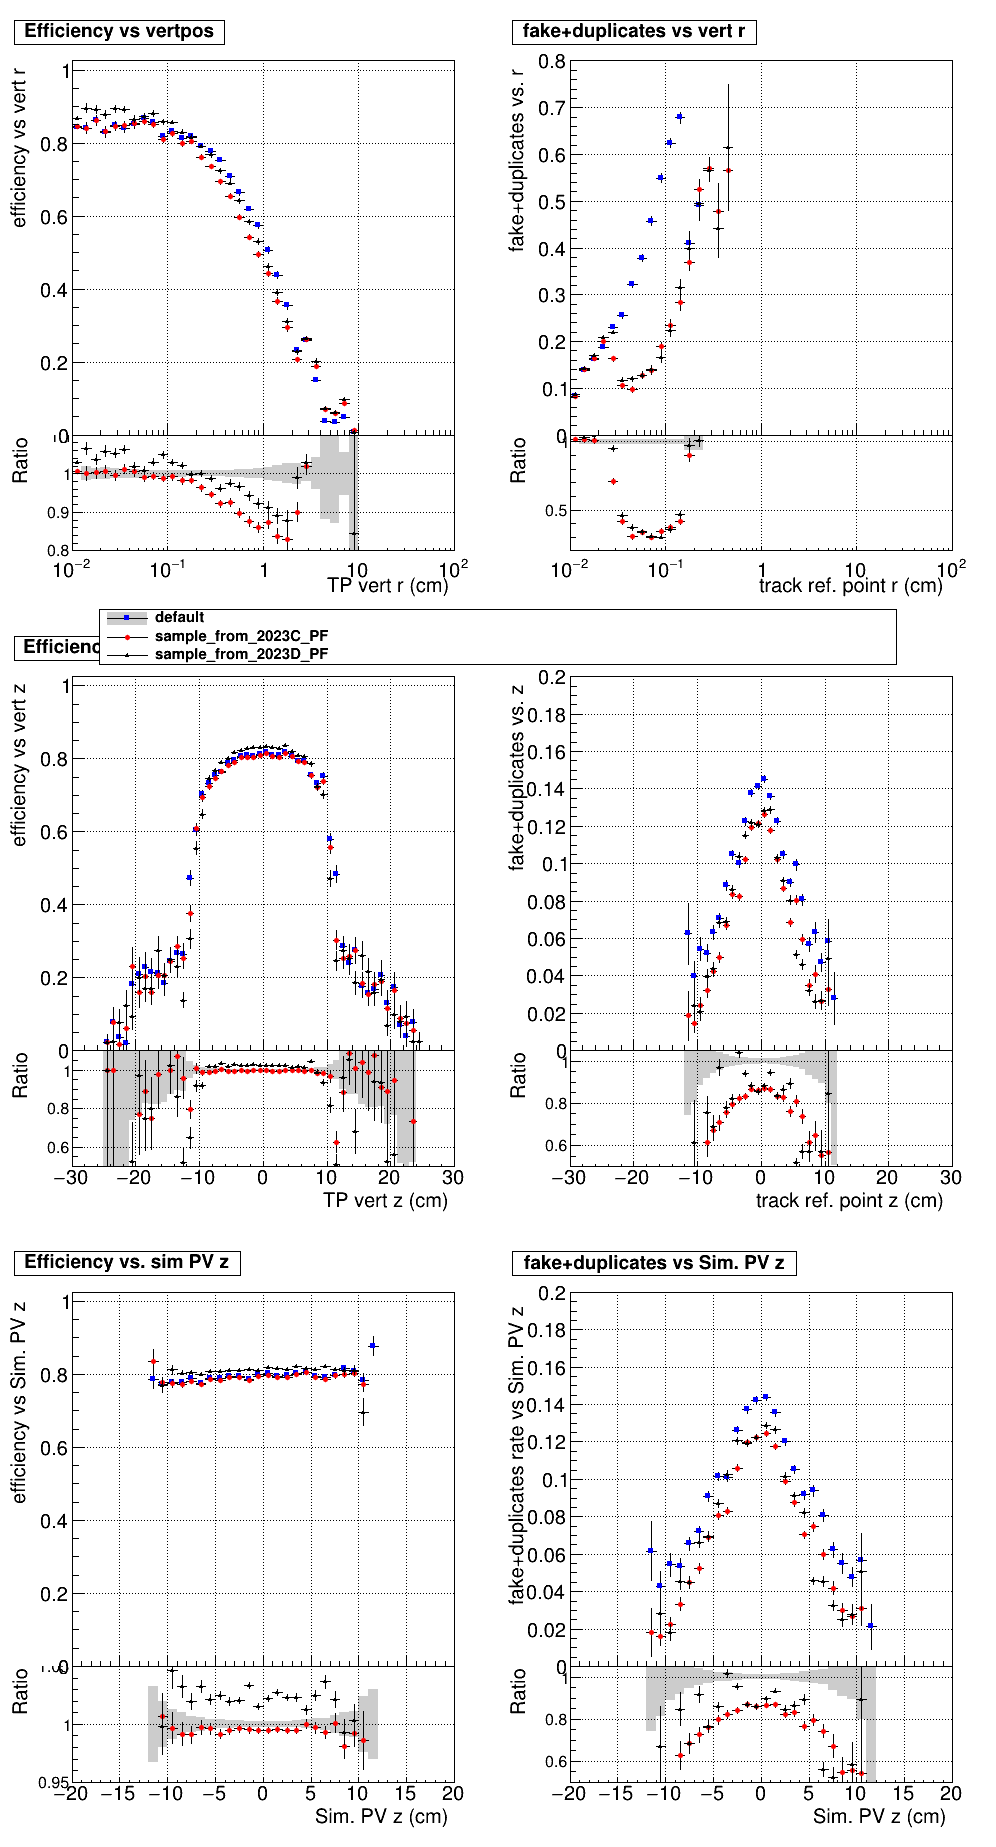 Efficiency vs vertpos
fake+duplicates vs vert r
efficiency vs vert r
1
0.8
0.6
0.4
0.2
0
Ratio
1
0.9
0.8
10⁻² 10⁻¹ 1 10 10²
TP vert r (cm)
fake+duplicates vs. r
0.8
0.7
0.6
0.5
0.4
0.3
0.2
0.1
0
Ratio
0.5
10⁻² 10⁻¹ 1 10 10²
track ref. point r (cm)
default
sample_from_2023C_PF
sample_from_2023D_PF
efficiency vs vert z
1
0.8
0.6
0.4
0.2
0
Ratio
1
0.8
0.6
−30 −20 −10 0 10 20 30
TP vert z (cm)
fake+duplicates vs. z
0.2
0.18
0.16
0.14
0.12
0.1
0.08
0.06
0.04
0.02
0
Ratio
1
0.8
0.6
−30 −20 −10 0 10 20 30
track ref. point z (cm)
Efficiency vs. sim PV z
fake+duplicates vs Sim. PV z
efficiency vs Sim. PV z
1
0.8
0.6
0.4
0.2
0
Ratio
1
0.95
−20 −15 −10 −5 0 5 10 15 20
Sim. PV z (cm)
fake+duplicates rate vs Sim. PV z
0.2
0.18
0.16
0.14
0.12
0.1
0.08
0.06
0.04
0.02
0
Ratio
1
0.8
0.6
−20 −15 −10 −5 0 5 10 15 20
Sim. PV z (cm)